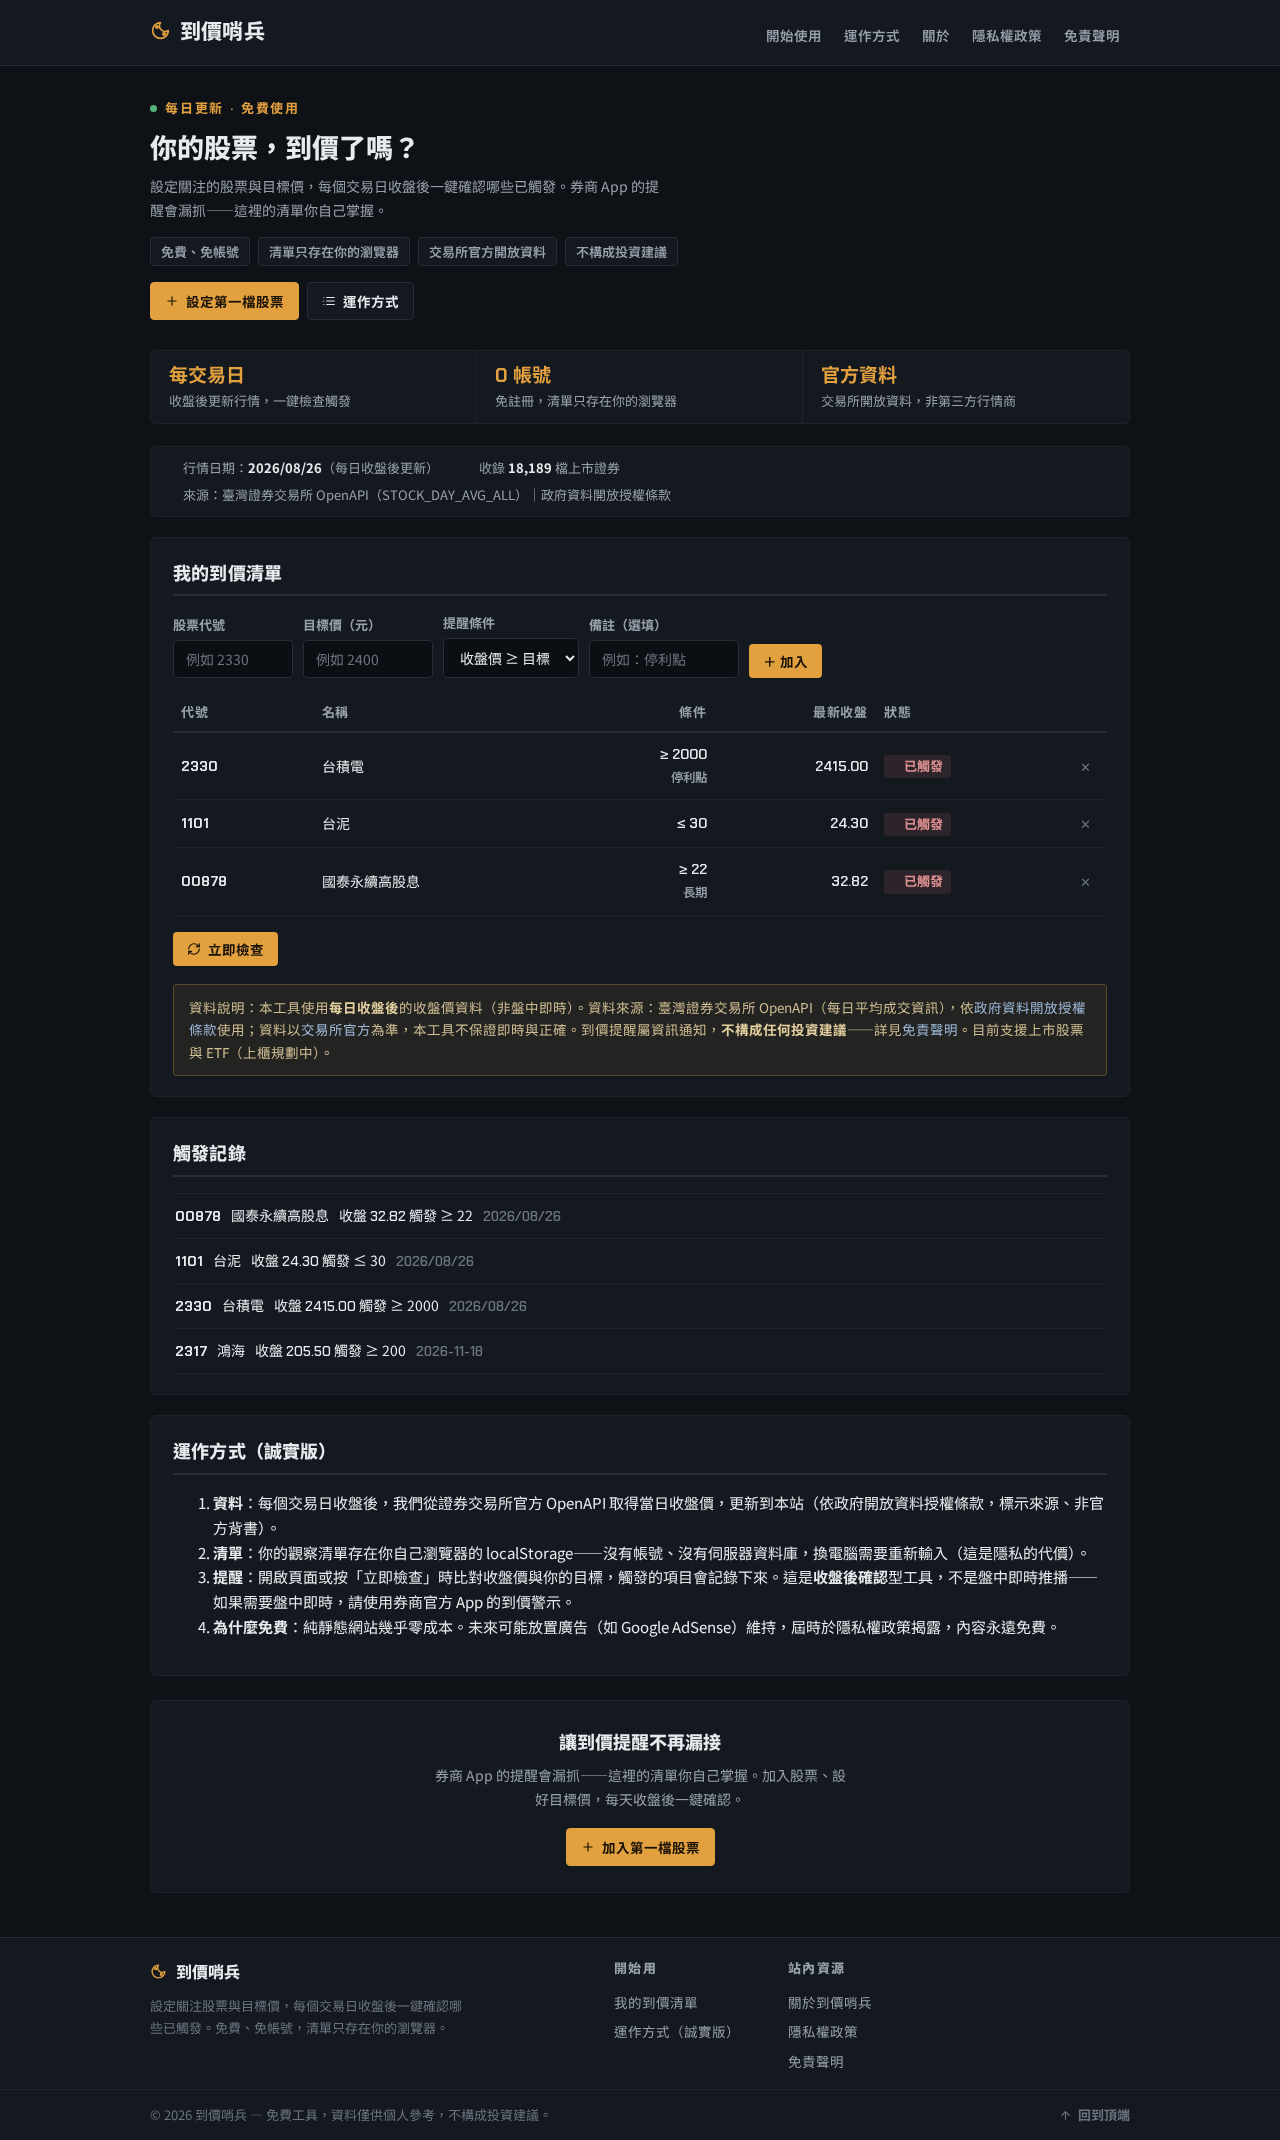 到價哨兵
開始使用 運作方式 關於 隱私權政策 免責聲明
每日更新 · 免費使用
你的股票，到價了嗎？
設定關注的股票與目標價，每個交易日收盤後一鍵確認哪些已觸發。券商 App 的提
醒會漏抓——這裡的清單你自己掌握。
免費、免帳號 清單只存在你的瀏覽器 交易所官方開放資料 不構成投資建議
＋ 設定第一檔股票 運作方式
每交易日 0 帳號 官方資料
收盤後更新行情，一鍵檢查觸發 免註冊，清單只存在你的瀏覽器 交易所開放資料，非第三方行情商
行情日期：2026/08/26（每日收盤後更新） 收錄 18,189 檔上市證券
來源：臺灣證券交易所 OpenAPI（STOCK_DAY_AVG_ALL）｜政府資料開放授權條款
我的到價清單
股票代號 目標價（元） 提醒條件 備註（選填）
例如 2330 例如 2400 收盤價 ≥ 目標 例如：停利點 ＋加入
代號 名稱 條件 最新收盤 狀態
2330 台積電 ≥ 2000 2415.00 已觸發 ×
停利點
1101 台泥 ≤ 30 24.30 已觸發 ×
00878 國泰永續高股息 ≥ 22 32.82 已觸發 ×
長期
立即檢查
資料說明：本工具使用每日收盤後的收盤價資料（非盤中即時）。資料來源：臺灣證券交易所 OpenAPI（每日平均成交資訊），依政府資料開放授權
條款使用；資料以交易所官方為準，本工具不保證即時與正確。到價提醒屬資訊通知，不構成任何投資建議——詳見免責聲明。目前支援上市股票
與 ETF（上櫃規劃中）。
觸發記錄
00878 國泰永續高股息 收盤 32.82 觸發 ≥ 22 2026/08/26
1101 台泥 收盤 24.30 觸發 ≤ 30 2026/08/26
2330 台積電 收盤 2415.00 觸發 ≥ 2000 2026/08/26
2317 鴻海 收盤 205.50 觸發 ≥ 200 2026-11-18
運作方式（誠實版）
1. 資料：每個交易日收盤後，我們從證券交易所官方 OpenAPI 取得當日收盤價，更新到本站（依政府開放資料授權條款，標示來源、非官
方背書）。
2. 清單：你的觀察清單存在你自己瀏覽器的 localStorage——沒有帳號、沒有伺服器資料庫，換電腦需要重新輸入（這是隱私的代價）。
3. 提醒：開啟頁面或按「立即檢查」時比對收盤價與你的目標，觸發的項目會記錄下來。這是收盤後確認型工具，不是盤中即時推播——
如果需要盤中即時，請使用券商官方 App 的到價警示。
4. 為什麼免費：純靜態網站幾乎零成本。未來可能放置廣告（如 Google AdSense）維持，屆時於隱私權政策揭露，內容永遠免費。
讓到價提醒不再漏接
券商 App 的提醒會漏抓——這裡的清單你自己掌握。加入股票、設
好目標價，每天收盤後一鍵確認。
＋ 加入第一檔股票
到價哨兵 開始用 站內資源
設定關注股票與目標價，每個交易日收盤後一鍵確認哪 我的到價清單 關於到價哨兵
些已觸發。免費、免帳號，清單只存在你的瀏覽器。 運作方式（誠實版） 隱私權政策
免責聲明
© 2026 到價哨兵 — 免費工具，資料僅供個人參考，不構成投資建議。 ↑ 回到頂端